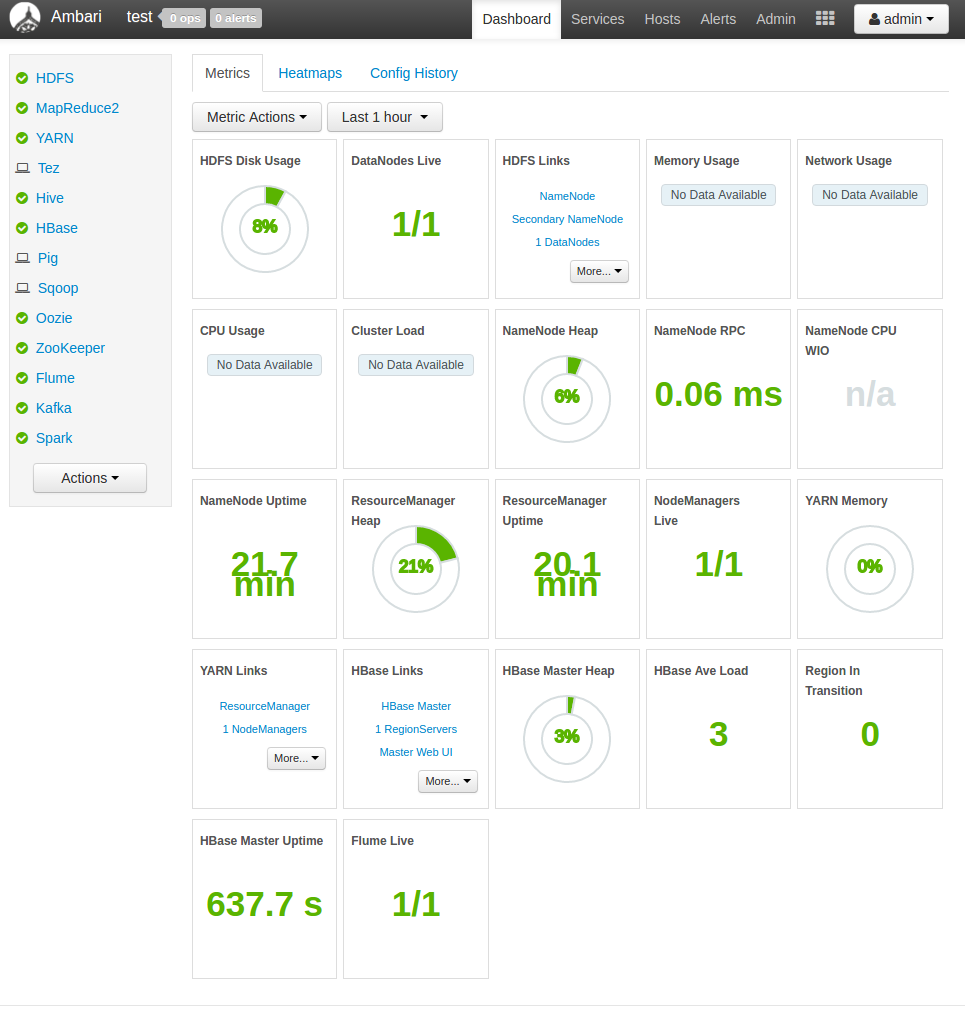 Ambari test 0 ops 0 alerts Dashboard Services Hosts Alerts Admin admin
HDFS
MapReduce2
YARN
Tez
Hive
HBase
Pig
Sqoop
Oozie
ZooKeeper
Flume
Kafka
Spark
Actions
Metrics Heatmaps Config History
Metric Actions Last 1 hour
HDFS Disk Usage
8%
DataNodes Live
1/1
HDFS Links
NameNode
Secondary NameNode
1 DataNodes
More...
Memory Usage
No Data Available
Network Usage
No Data Available
CPU Usage
No Data Available
Cluster Load
No Data Available
NameNode Heap
6%
NameNode RPC
0.06 ms
NameNode CPU
WIO
n/a
NameNode Uptime
21.7
min
ResourceManager
Heap
21%
ResourceManager
Uptime
20.1
min
NodeManagers
Live
1/1
YARN Memory
0%
YARN Links
ResourceManager
1 NodeManagers
More...
HBase Links
HBase Master
1 RegionServers
Master Web UI
More...
HBase Master Heap
3%
HBase Ave Load
3
Region In
Transition
0
HBase Master Uptime
637.7 s
Flume Live
1/1